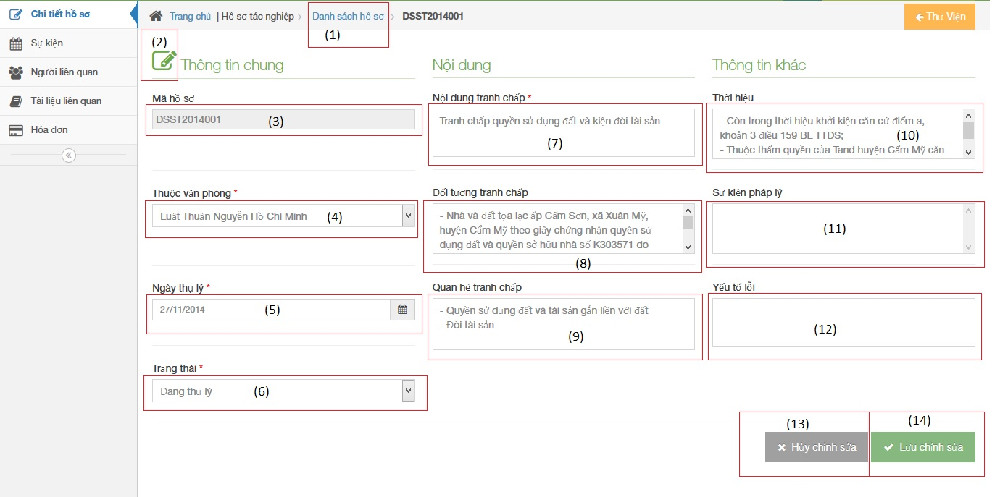 Chi tiết hồ sơ
Sự kiện
Người liên quan
Tài liệu liên quan
Hóa đơn
Trang chủ | Hồ sơ tác nghiệp > Danh sách hồ sơ > DSST2014001
(1)
Thư Viện
(2)
Thông tin chung
Mã hồ sơ
DSST2014001
(3)
Thuộc văn phòng *
Luật Thuận Nguyễn Hồ Chí Minh
(4)
Ngày thụ lý *
27/11/2014
(5)
Trạng thái *
Đang thụ lý
(6)
Nội dung
Nội dung tranh chấp *
Tranh chấp quyền sử dụng đất và kiện đòi tài sản
(7)
Đối tượng tranh chấp
- Nhà và đất tọa lạc ấp Cẩm Sơn, xã Xuân Mỹ,
huyện Cẩm Mỹ theo giấy chứng nhận quyền sử
dụng đất và quyền sở hữu nhà số K303571 do
(8)
Quan hệ tranh chấp
- Quyền sử dụng đất và tài sản gắn liền với đất
- Đòi tài sản
(9)
Thông tin khác
Thời hiệu
- Còn trong thời hiệu khởi kiện căn cứ điểm a,
khoản 3 điều 159 BL TTDS;
(10)
- Thuộc thẩm quyền của Tand huyện Cẩm Mỹ căn
Sự kiện pháp lý
(11)
Yếu tố lỗi
(12)
(13)
Hủy chỉnh sửa
(14)
Lưu chỉnh sửa